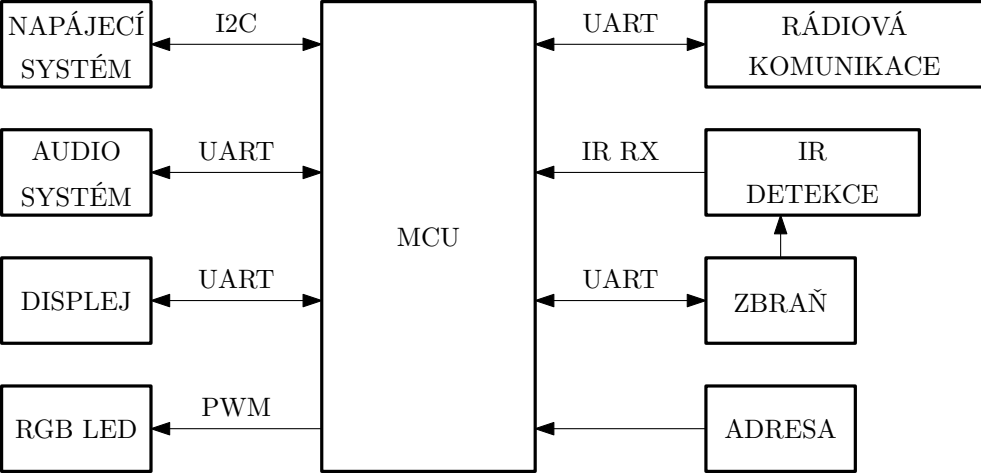 NAPÁJECÍ
SYSTÉM
I2C
UART
RÁDIOVÁ
KOMUNIKACE
AUDIO
SYSTÉM
UART
IR RX
IR
DETEKCE
MCU
DISPLEJ
UART
UART
ZBRAŇ
RGB LED
PWM
ADRESA